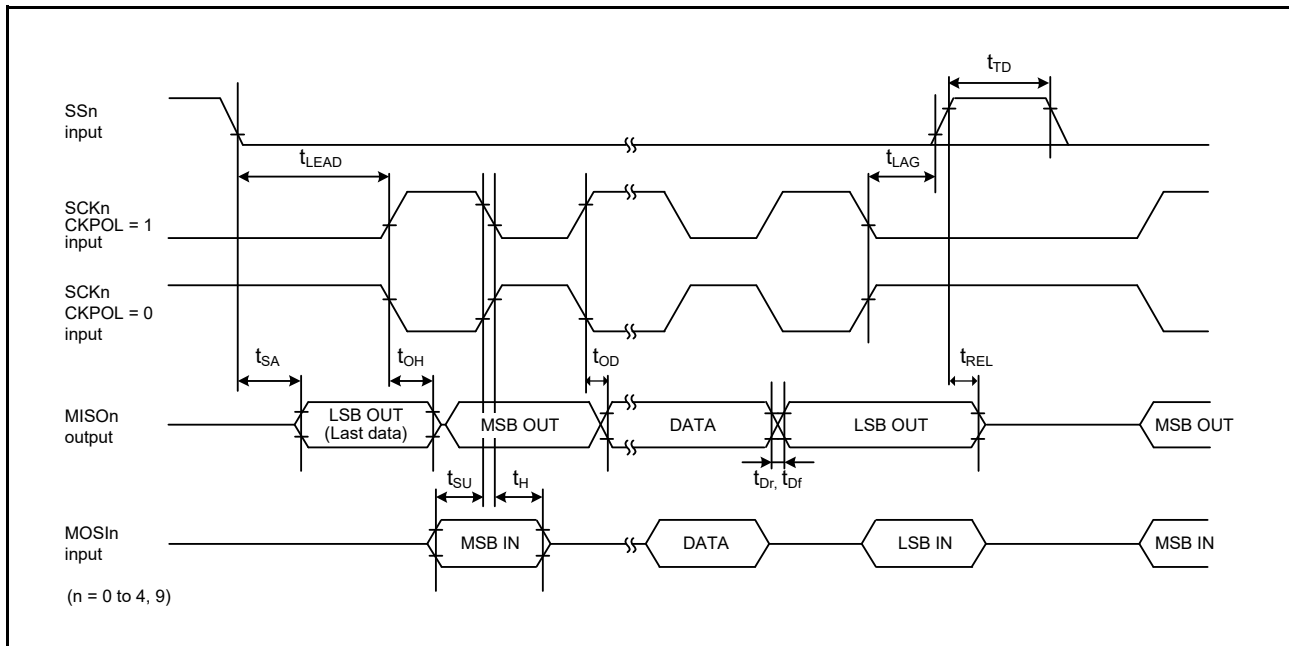 tTD
SSn
input
tLEAD
tLAG
SCKn
CKPOL = 1
input
SCKn
CKPOL = 0
input
tSA
tOH
tOD
tREL
MISOn
output
LSB OUT
(Last data)
MSB OUT
DATA
LSB OUT
MSB OUT
tSU
tH
tDr, tDf
MOSIn
input
MSB IN
DATA
LSB IN
MSB IN
(n = 0 to 4, 9)